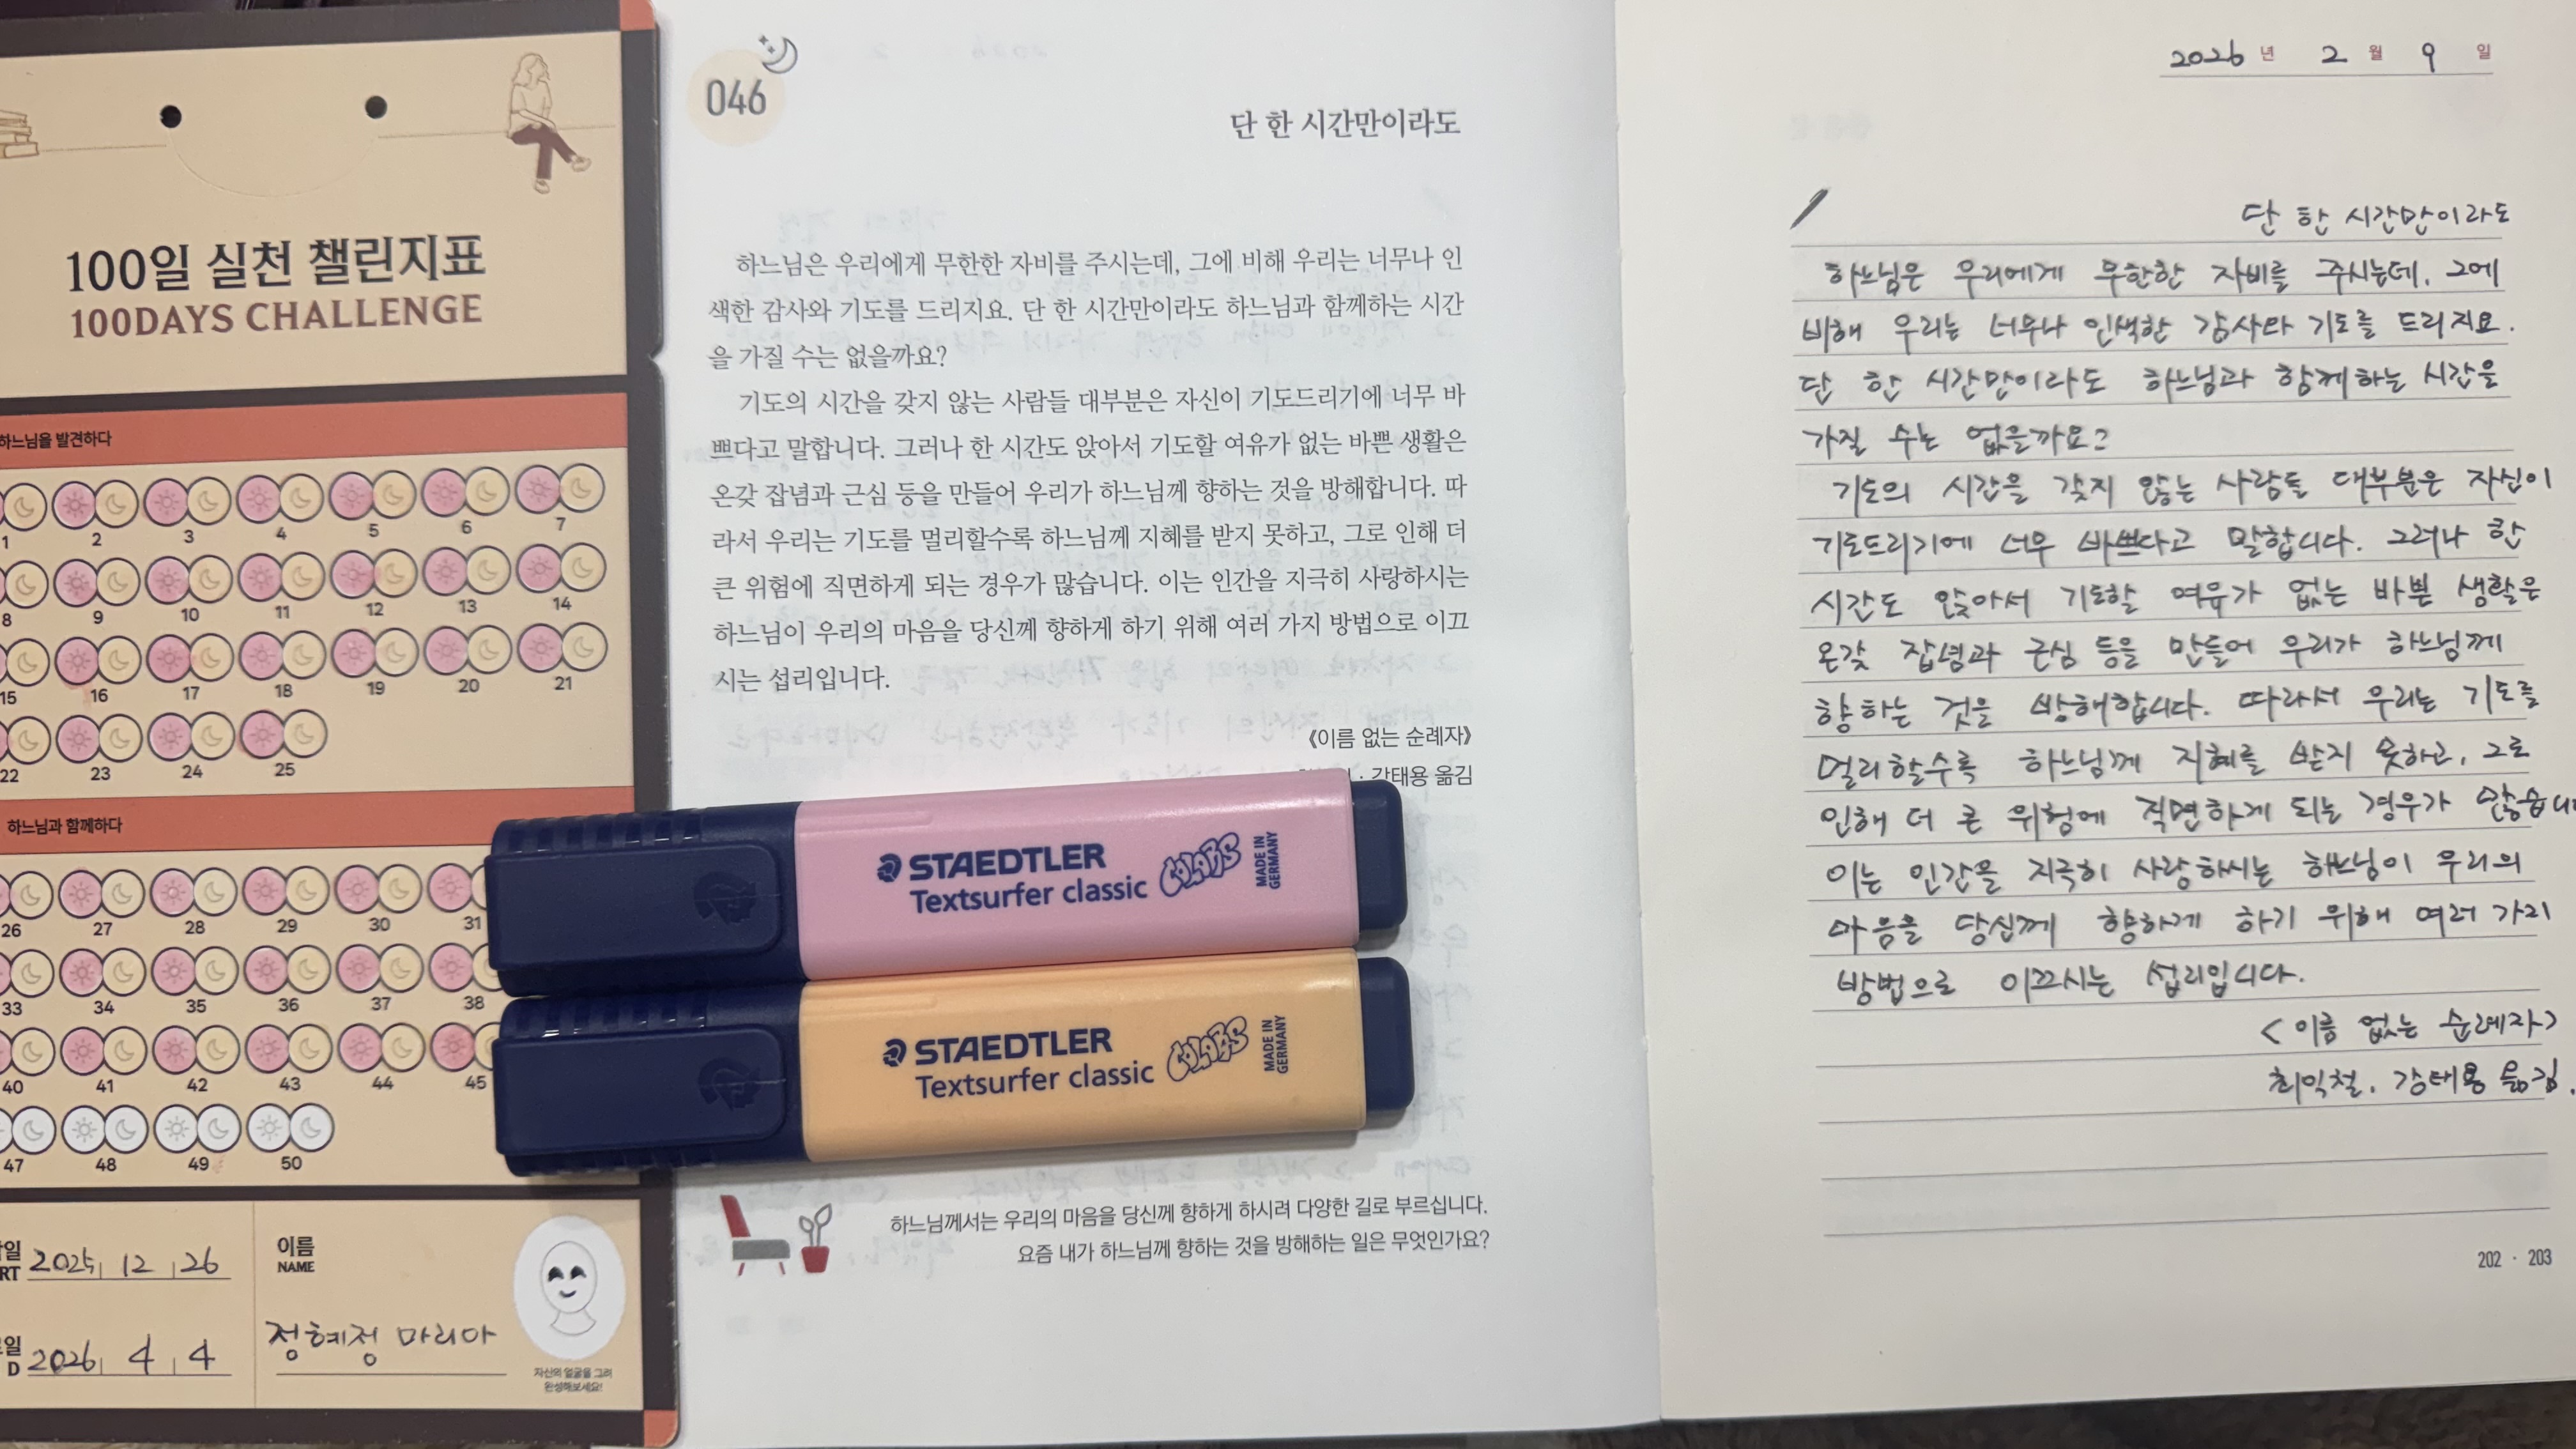 100일 실천 챌린지표
100DAYS CHALLENGE
하느님을 발견하다
1 2 3 4 5 6 7
8 9 10 11 12 13 14
15 16 17 18 19 20 21
22 23 24 25
하느님과 함께하다
26 27 28 29 30 31
33 34 35 36 37 38
40 41 42 43 44 45
47 48 49 50
2025 12 26
이름
NAME
2026 4 4
정혜정 마리아
자신의 얼굴을 그려
완성해보세요!
046
단 한 시간만이라도
하느님은 우리에게 무한한 자비를 주시는데, 그에 비해 우리는 너무나 인
색한 감사와 기도를 드리지요. 단 한 시간만이라도 하느님과 함께하는 시간
을 가질 수는 없을까요?
기도의 시간을 갖지 않는 사람들 대부분은 자신이 기도드리기에 너무 바
쁘다고 말합니다. 그러나 한 시간도 앉아서 기도할 여유가 없는 바쁜 생활은
온갖 잡념과 근심 등을 만들어 우리가 하느님께 향하는 것을 방해합니다. 따
라서 우리는 기도를 멀리할수록 하느님께 지혜를 받지 못하고, 그로 인해 더
큰 위험에 직면하게 되는 경우가 많습니다. 이는 인간을 지극히 사랑하시는
하느님이 우리의 마음을 당신께 향하게 하기 위해 여러 가지 방법으로 이끄
시는 섭리입니다.
《이름 없는 순례자》
· 강태용 옮김
STAEDTLER
Textsurfer classic
COLORS
MADE IN
GERMANY
STAEDTLER
Textsurfer classic
COLORS
MADE IN
GERMANY
하느님께서는 우리의 마음을 당신께 향하게 하시려 다양한 길로 부르십니다.
요즘 내가 하느님께 향하는 것을 방해하는 일은 무엇인가요?
2026 년 2 월 9 일
단 한 시간만이라도
하느님은 우리에게 무한한 자비를 주시는데, 그에
비해 우리는 너무나 인색한 감사와 기도를 드리지요.
단 한 시간만이라도 하느님과 함께하는 시간을
가질 수는 없을까요?
기도의 시간을 갖지 않는 사람들 대부분은 자신이
기도드리기에 너무 바쁘다고 말합니다. 그러나 한
시간도 앉아서 기도할 여유가 없는 바쁜 생활은
온갖 잡념과 근심 등을 만들어 우리가 하느님께
향하는 것을 방해합니다. 따라서 우리는 기도를
멀리할수록 하느님께 지혜를 받지 못하고, 그로
인해 더 큰 위험에 직면하게 되는 경우가 많습니
이는 인간을 지극히 사랑하시는 하느님이 우리의
마음을 당신께 향하게 하기 위해 여러 가지
방법으로 이끄시는 섭리입니다.
<이름 없는 순례자>
최익철, 강태용 옮김.
202 · 203